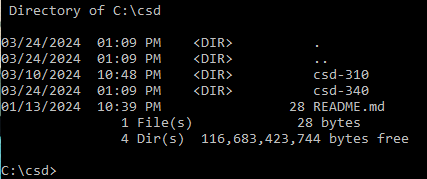 Directory of C:\csd
03/24/2024  01:09 PM    <DIR>          .
03/24/2024  01:09 PM    <DIR>          ..
03/10/2024  10:48 PM    <DIR>          csd-310
03/24/2024  01:09 PM    <DIR>          csd-340
01/13/2024  10:39 PM                28 README.md
               1 File(s)             28 bytes
               4 Dir(s)  116,683,423,744 bytes free
C:\csd>